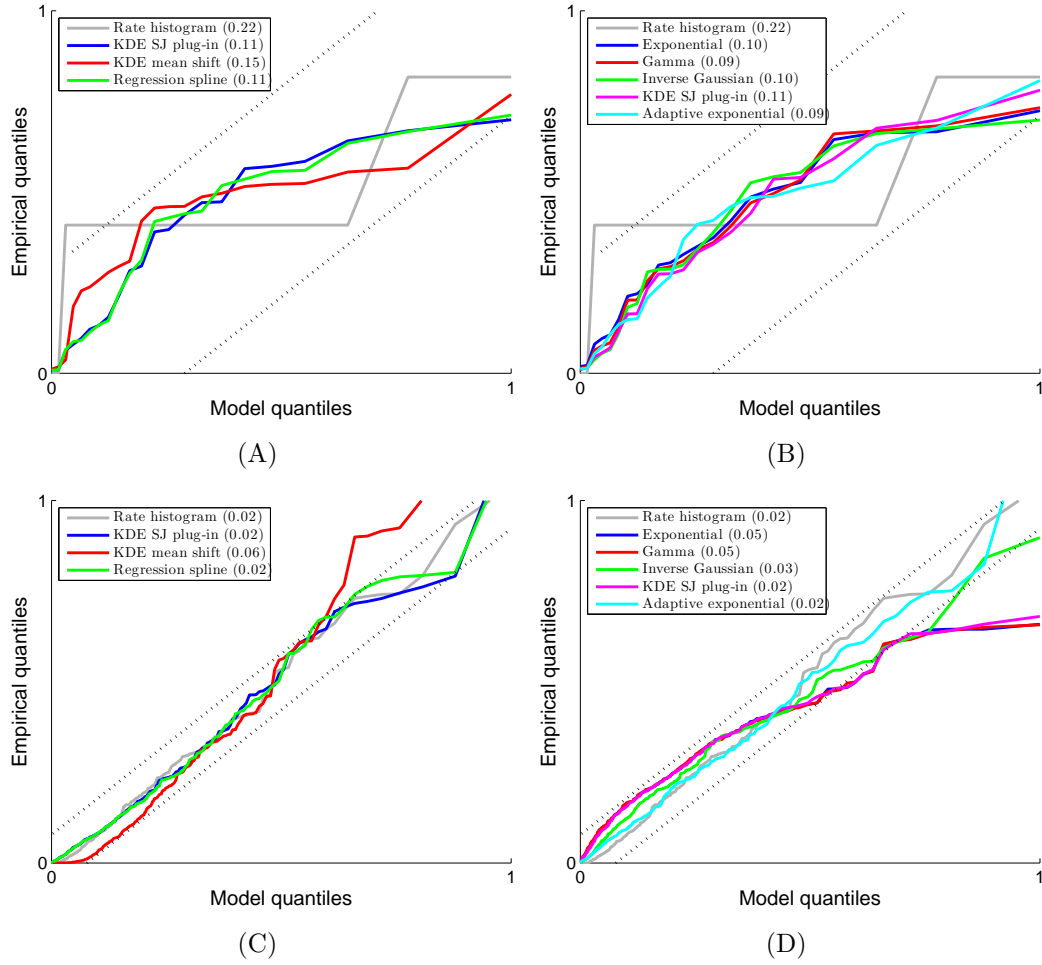 1
Rate histogram (0.22)
KDE SJ plug-in (0.11)
KDE mean shift (0.15)
Regression spline (0.11)
Empirical quantiles
0
0
1
Model quantiles
(A)
1
Rate histogram (0.22)
Exponential (0.10)
Gamma (0.09)
Inverse Gaussian (0.10)
KDE SJ plug-in (0.11)
Adaptive exponential (0.09)
Empirical quantiles
0
0
1
Model quantiles
(B)
1
Rate histogram (0.02)
KDE SJ plug-in (0.02)
KDE mean shift (0.06)
Regression spline (0.02)
Empirical quantiles
0
0
1
Model quantiles
(C)
1
Rate histogram (0.02)
Exponential (0.05)
Gamma (0.05)
Inverse Gaussian (0.03)
KDE SJ plug-in (0.02)
Adaptive exponential (0.02)
Empirical quantiles
0
0
1
Model quantiles
(D)